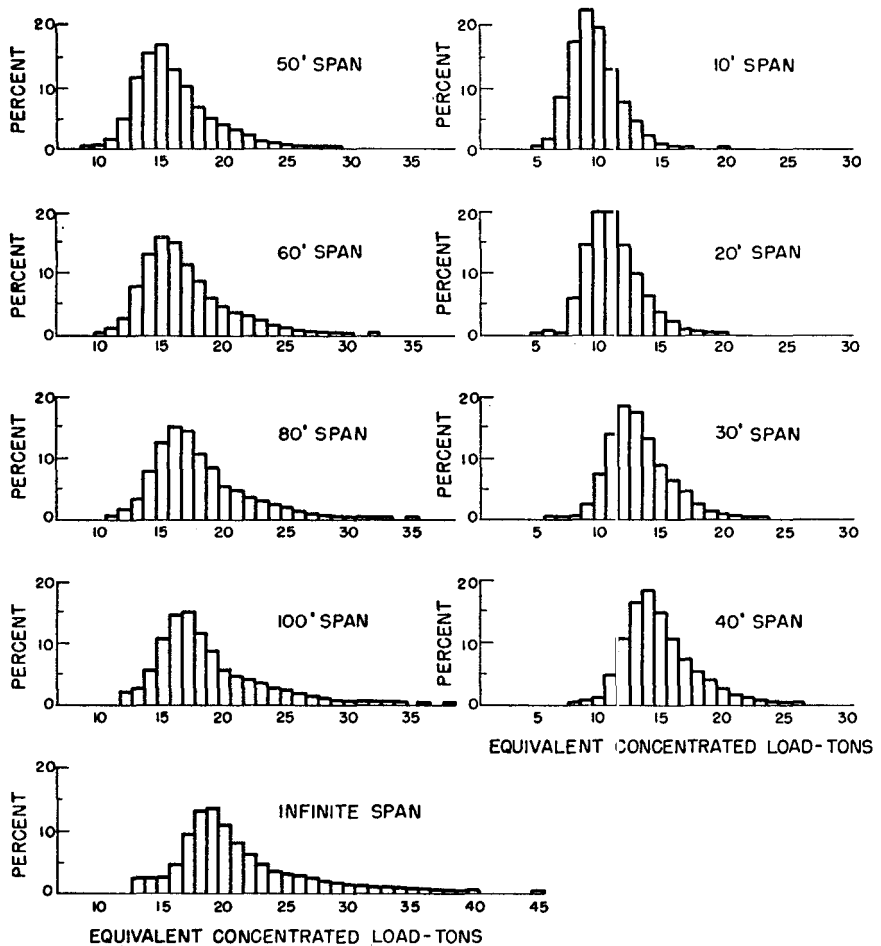 20
10
0
PERCENT
50' SPAN
10 15 20 25 30 35
20
10
0
PERCENT
10' SPAN
5 10 15 20 25 30
20
10
0
PERCENT
60' SPAN
10 15 20 25 30 35
20
10
0
PERCENT
20' SPAN
5 10 15 20 25 30
20
10
0
PERCENT
80' SPAN
10 15 20 25 30 35
20
10
0
PERCENT
30' SPAN
5 10 15 20 25 30
20
10
0
PERCENT
100' SPAN
10 15 20 25 30 35
20
10
0
PERCENT
40' SPAN
5 10 15 20 25 30
EQUIVALENT CONCENTRATED LOAD-TONS
20
10
0
PERCENT
INFINITE SPAN
10 15 20 25 30 35 40 45
EQUIVALENT CONCENTRATED LOAD-TONS